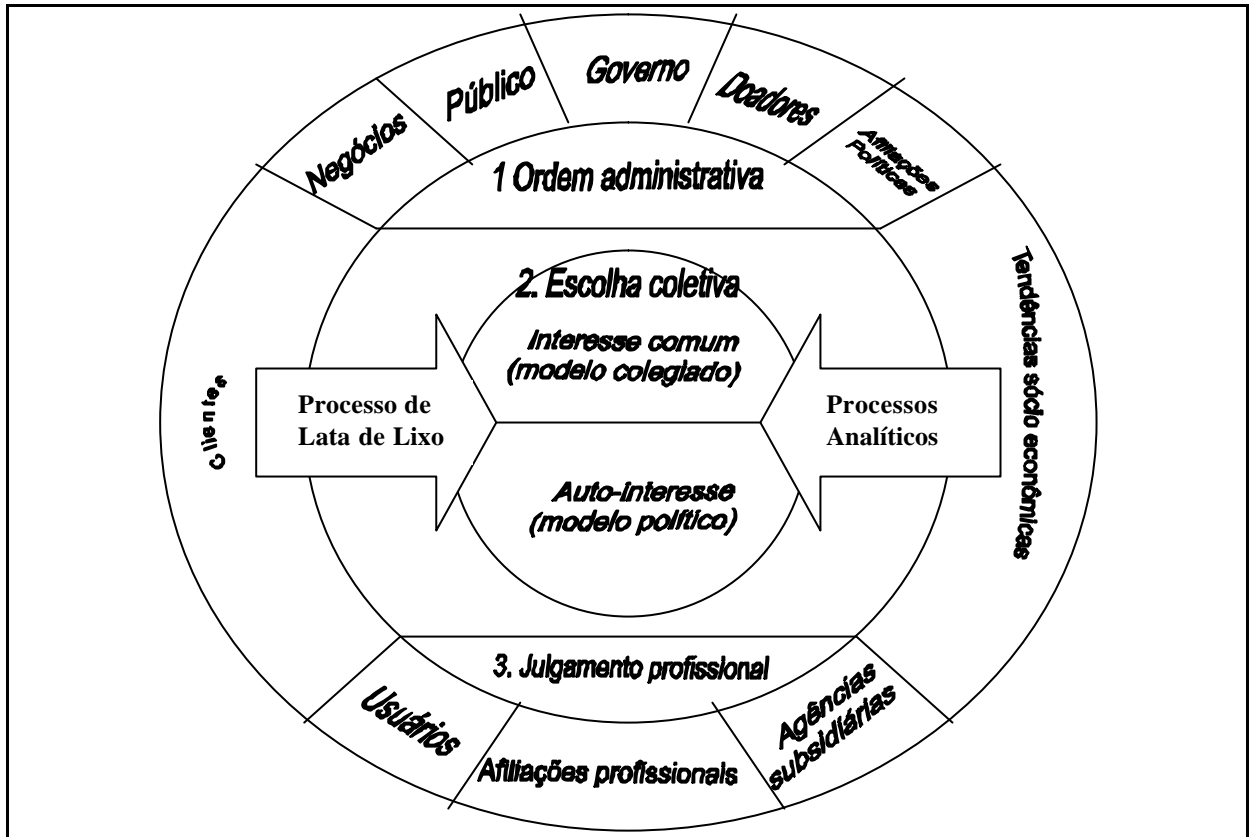 Governo
Público
Doadores
Negócios
Afiliações
Políticas
1 Ordem administrativa
2. Escolha coletiva
Interesse comum
(modelo colegiado)
Clientes
Processo de
Lata de Lixo
Processos
Analíticos
Tendências sócio econômicas
Auto-interesse
(modelo político)
3. Julgamento profissional
Usuários
Afiliações profissionais
Agências
subsidiárias